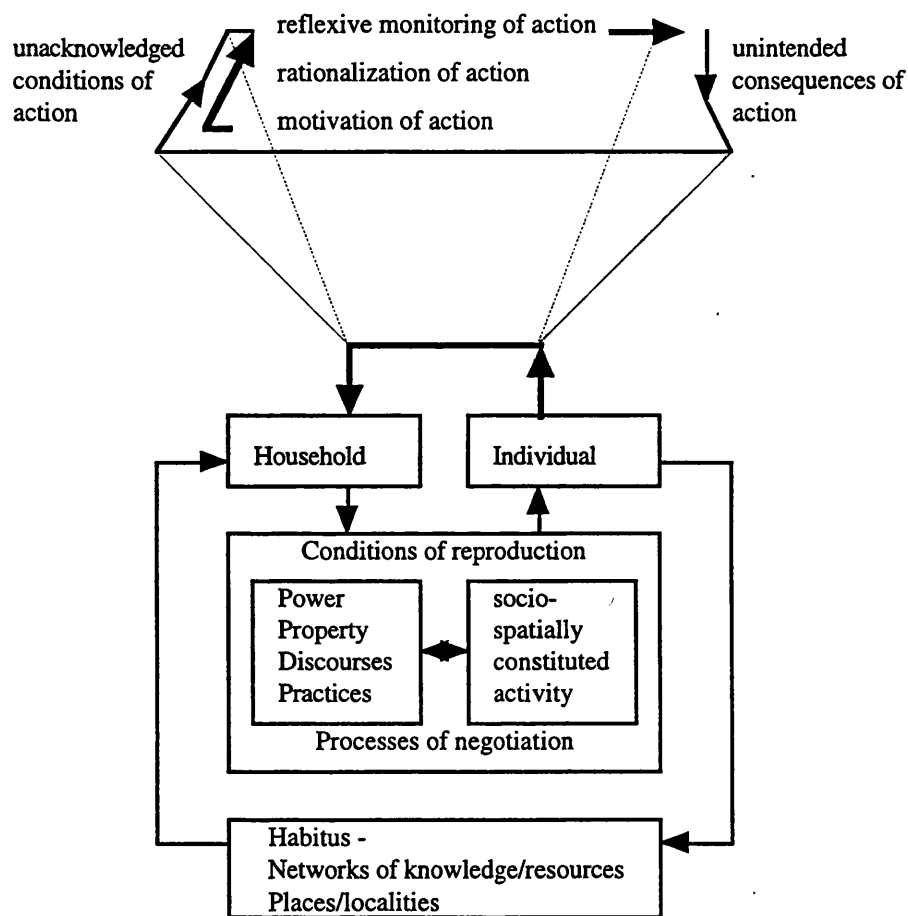 unacknowledged
conditions of
action
reflexive monitoring of action
rationalization of action
motivation of action
unintended
consequences of
action
Household
Individual
Conditions of reproduction
Power
Property
Discourses
Practices
socio-
spatially
constituted
activity
Processes of negotiation
Habitus -
Networks of knowledge/resources
Places/localities